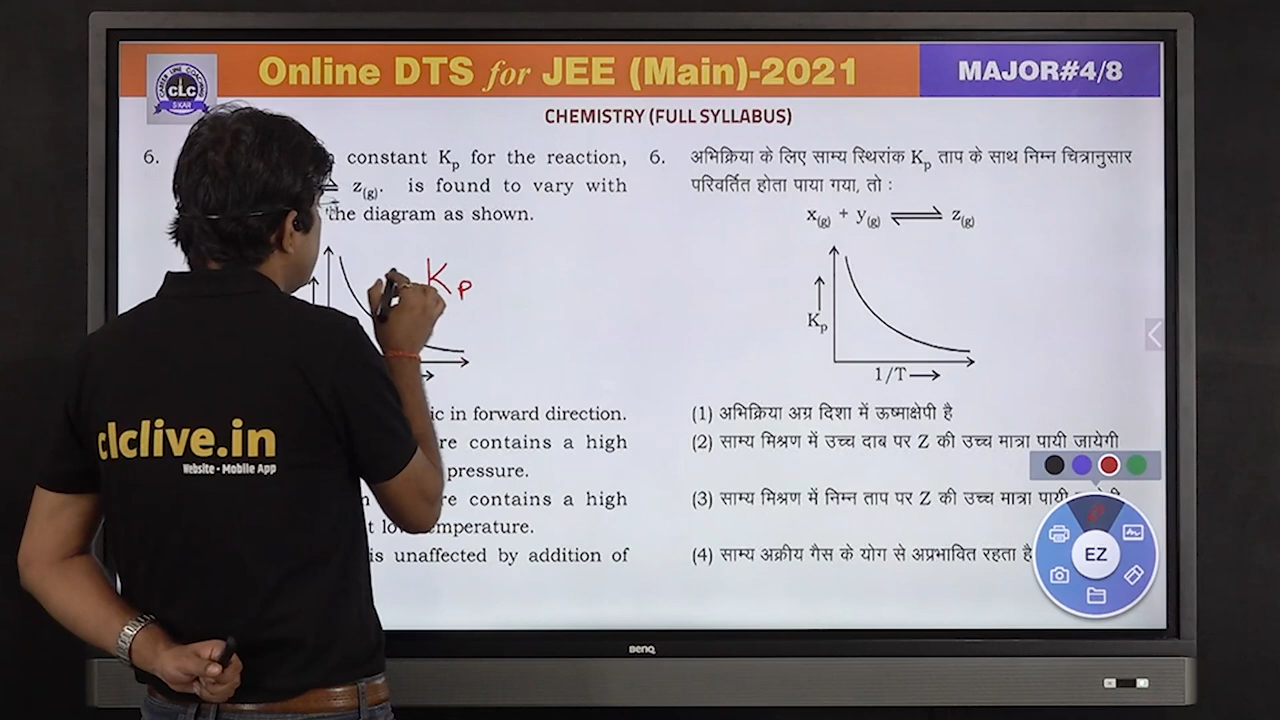 Online DTS for JEE (Main)-2021
MAJOR#4/8
CAREER LINE COACHING
CLC
SIKAR
CHEMISTRY (FULL SYLLABUS)
6.
constant Kp for the reaction,
⇌ z(g). is found to vary with
the diagram as shown.
Kp
ic in forward direction.
re contains a high
pressure.
re contains a high
t low temperature.
is unaffected by addition of
6. अभिक्रिया के लिए साम्य स्थिरांक Kp ताप के साथ निम्न चित्रानुसार
परिवर्तित होता पाया गया, तो :
x(g) + y(g) ⇌ z(g)
Kp
1/T
(1) अभिक्रिया अग्र दिशा में ऊष्माक्षेपी है
(2) साम्य मिश्रण में उच्च दाब पर Z की उच्च मात्रा पायी जायेगी
(3) साम्य मिश्रण में निम्न ताप पर Z की उच्च मात्रा पायी
(4) साम्य अक्रीय गैस के योग से अप्रभावित रहता है
EZ
clclive.in
Website - Mobile App
BenQ